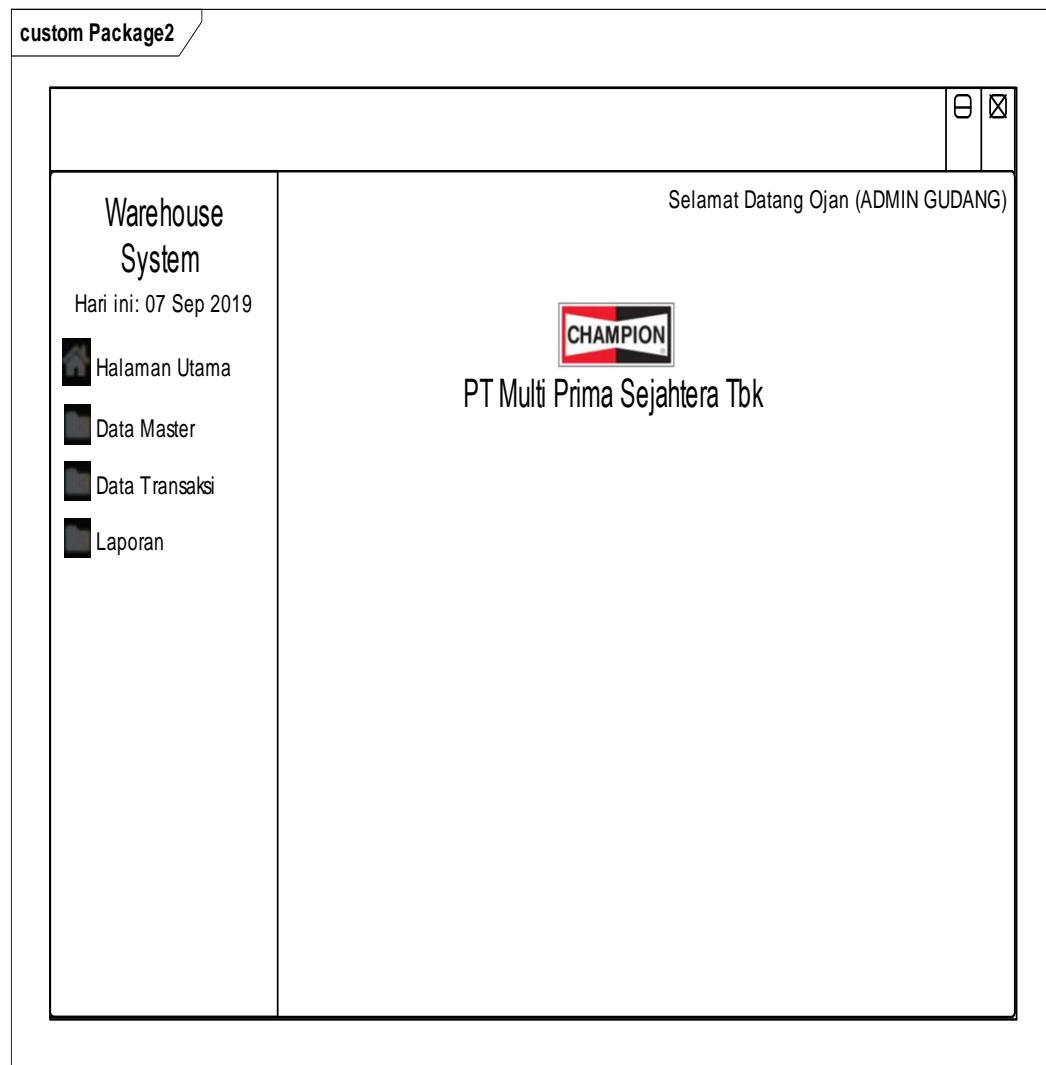 custom Package2
Warehouse
System
Hari ini: 07 Sep 2019
Halaman Utama
Data Master
Data Transaksi
Laporan
Selamat Datang Ojan (ADMIN GUDANG)
CHAMPION
PT Multi Prima Sejahtera Tbk